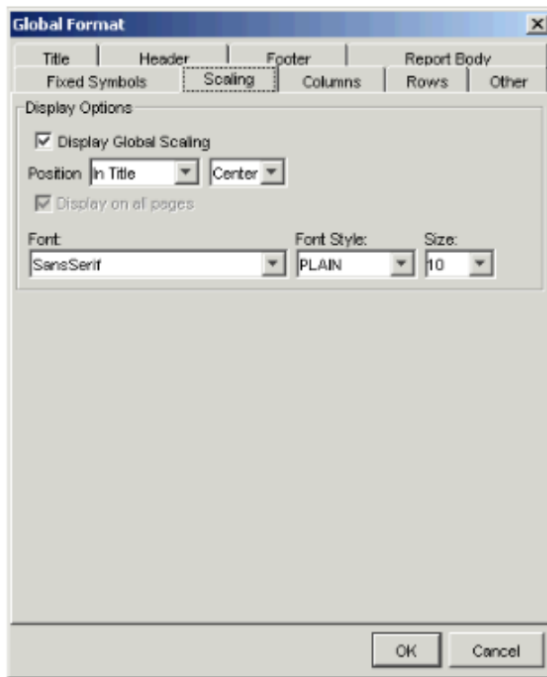 Global Format
Title Header Footer Report Body
Fixed Symbols Scaling Columns Rows Other
Display Options
Display Global Scaling
Position In Title Center
Display on all pages
Font: Font Style: Size:
SansSerif PLAIN 10
OK Cancel